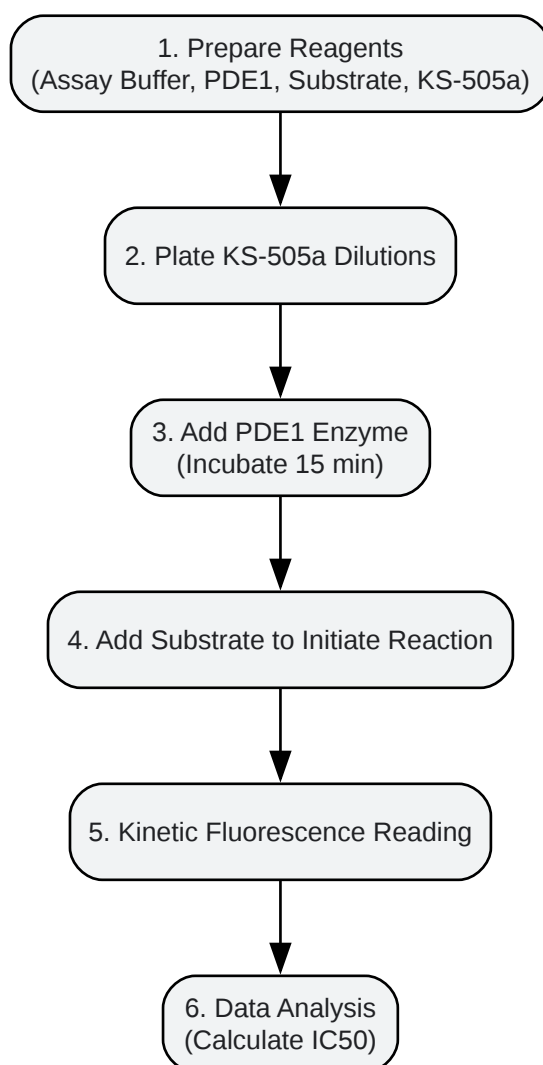 1. Prepare Reagents
(Assay Buffer, PDE1, Substrate, KS-505a)
2. Plate KS-505a Dilutions
3. Add PDE1 Enzyme
(Incubate 15 min)
4. Add Substrate to Initiate Reaction
5. Kinetic Fluorescence Reading
6. Data Analysis
(Calculate IC50)